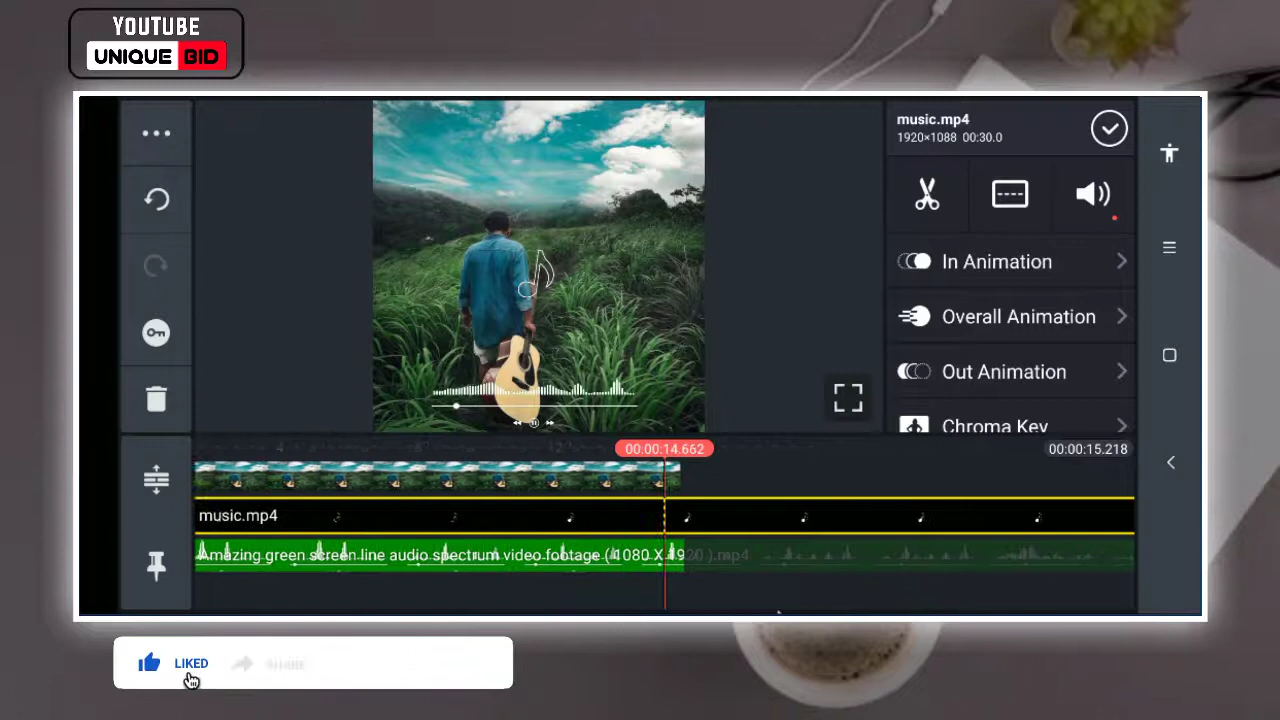 YOUTUBE
UNIQUE BID
music.mp4
1920×1088 00:30.0
In Animation
Overall Animation
Out Animation
Chroma Key
00:00:14.662
00:00:15.218
music.mp4
Amazing green screen line audio spectrum video footage ( 1080 X 1920 ).mp4
LIKED
SHARE